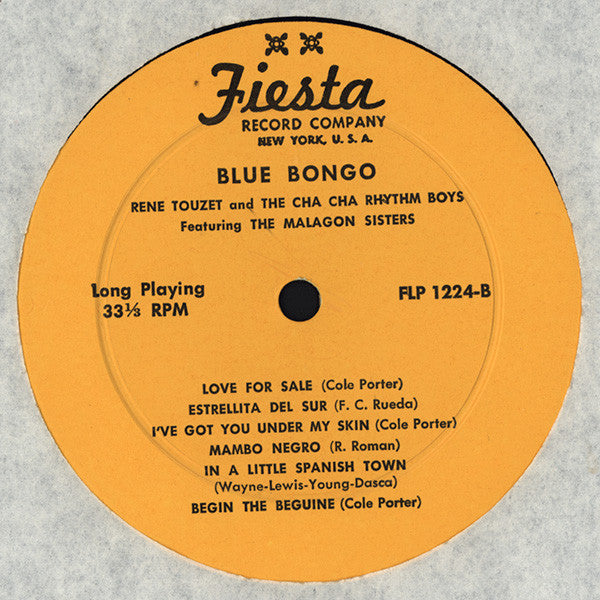 Fiesta
RECORD COMPANY
NEW YORK, U. S. A.
BLUE BONGO
RENE TOUZET and THE CHA CHA RHYTHM BOYS
Featuring THE MALAGON SISTERS
Long Playing
33⅓ RPM
FLP 1224-B
LOVE FOR SALE (Cole Porter)
ESTRELLITA DEL SUR (F. C. Rueda)
I'VE GOT YOU UNDER MY SKIN (Cole Porter)
MAMBO NEGRO (R. Roman)
IN A LITTLE SPANISH TOWN
(Wayne-Lewis-Young-Dasca)
BEGIN THE BEGUINE (Cole Porter)